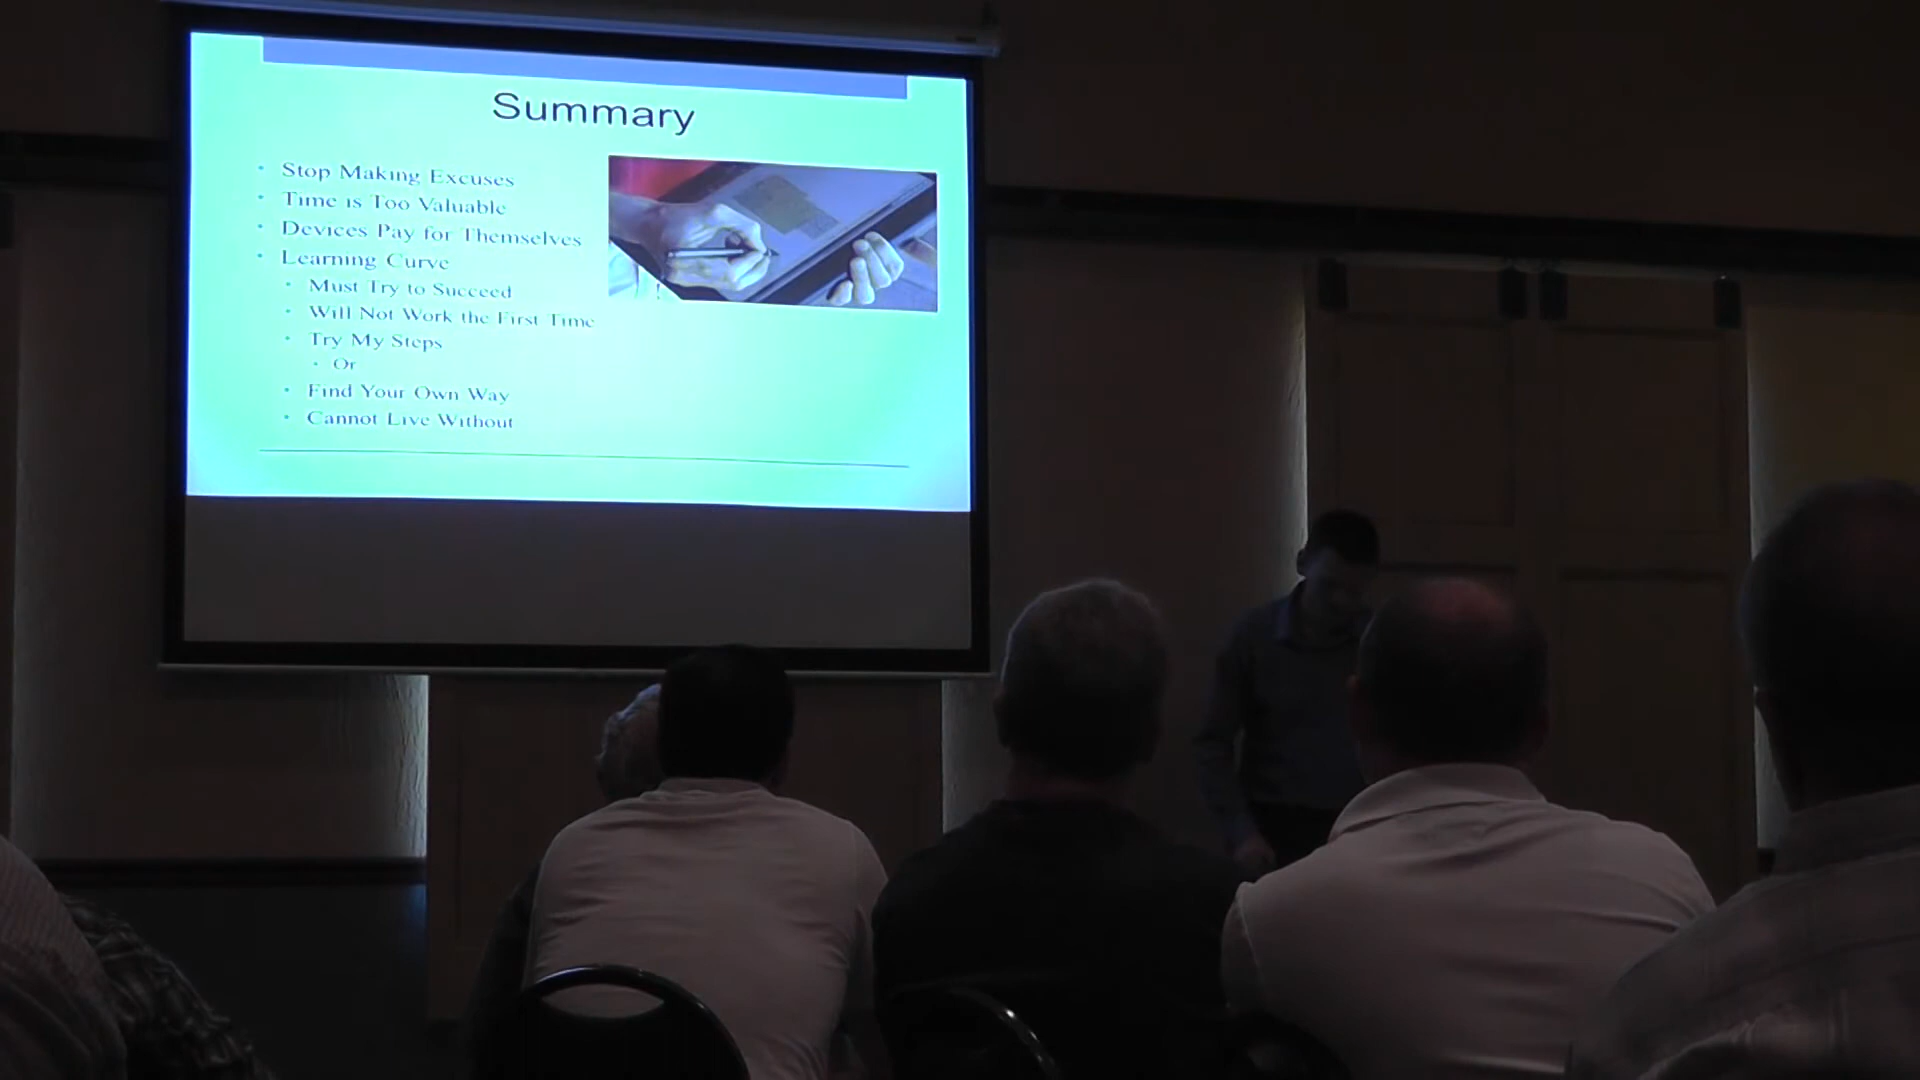 Summary
Stop Making Excuses
Time is Too Valuable
Devices Pay for Themselves
Learning Curve
Must Try to Succeed
Will Not Work the First Time
Try My Steps
Or
Find Your Own Way
Cannot Live Without